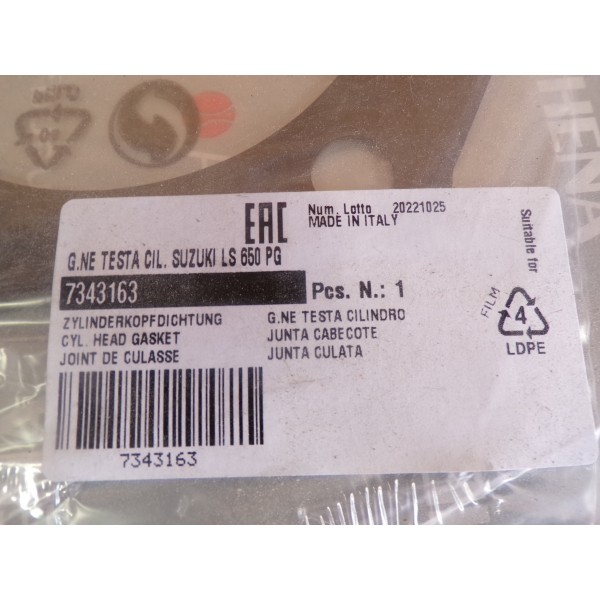 HENA
EAC
Num. Lotto 20221025
MADE IN ITALY
G.NE TESTA CIL. SUZUKI LS 650 PG
7343163
Pcs. N.: 1
ZYLINDERKOPFDICHTUNG
CYL. HEAD GASKET
JOINT DE CULASSE
G.NE TESTA CILINDRO
JUNTA CABECOTE
JUNTA CULATA
7343163
Suitable for
FILM
4
LDPE